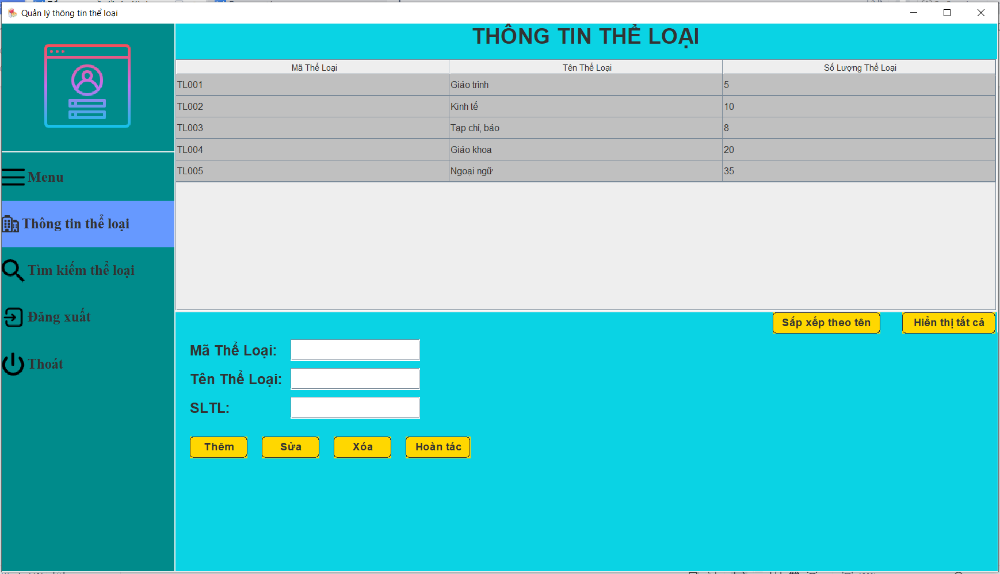 Quản lý thông tin thể loại
THÔNG TIN THỂ LOẠI
Mã Thể Loại Tên Thể Loại Số Lượng Thể Loại
TL001 Giáo trình 5
TL002 Kinh tế 10
TL003 Tạp chí, báo 8
TL004 Giáo khoa 20
TL005 Ngoại ngữ 35
Menu
Thông tin thể loại
Tìm kiếm thể loại
Đăng xuất
Thoát
Sắp xếp theo tên Hiển thị tất cả
Mã Thể Loại:
Tên Thể Loại:
SLTL:
Thêm Sửa Xóa Hoàn tác